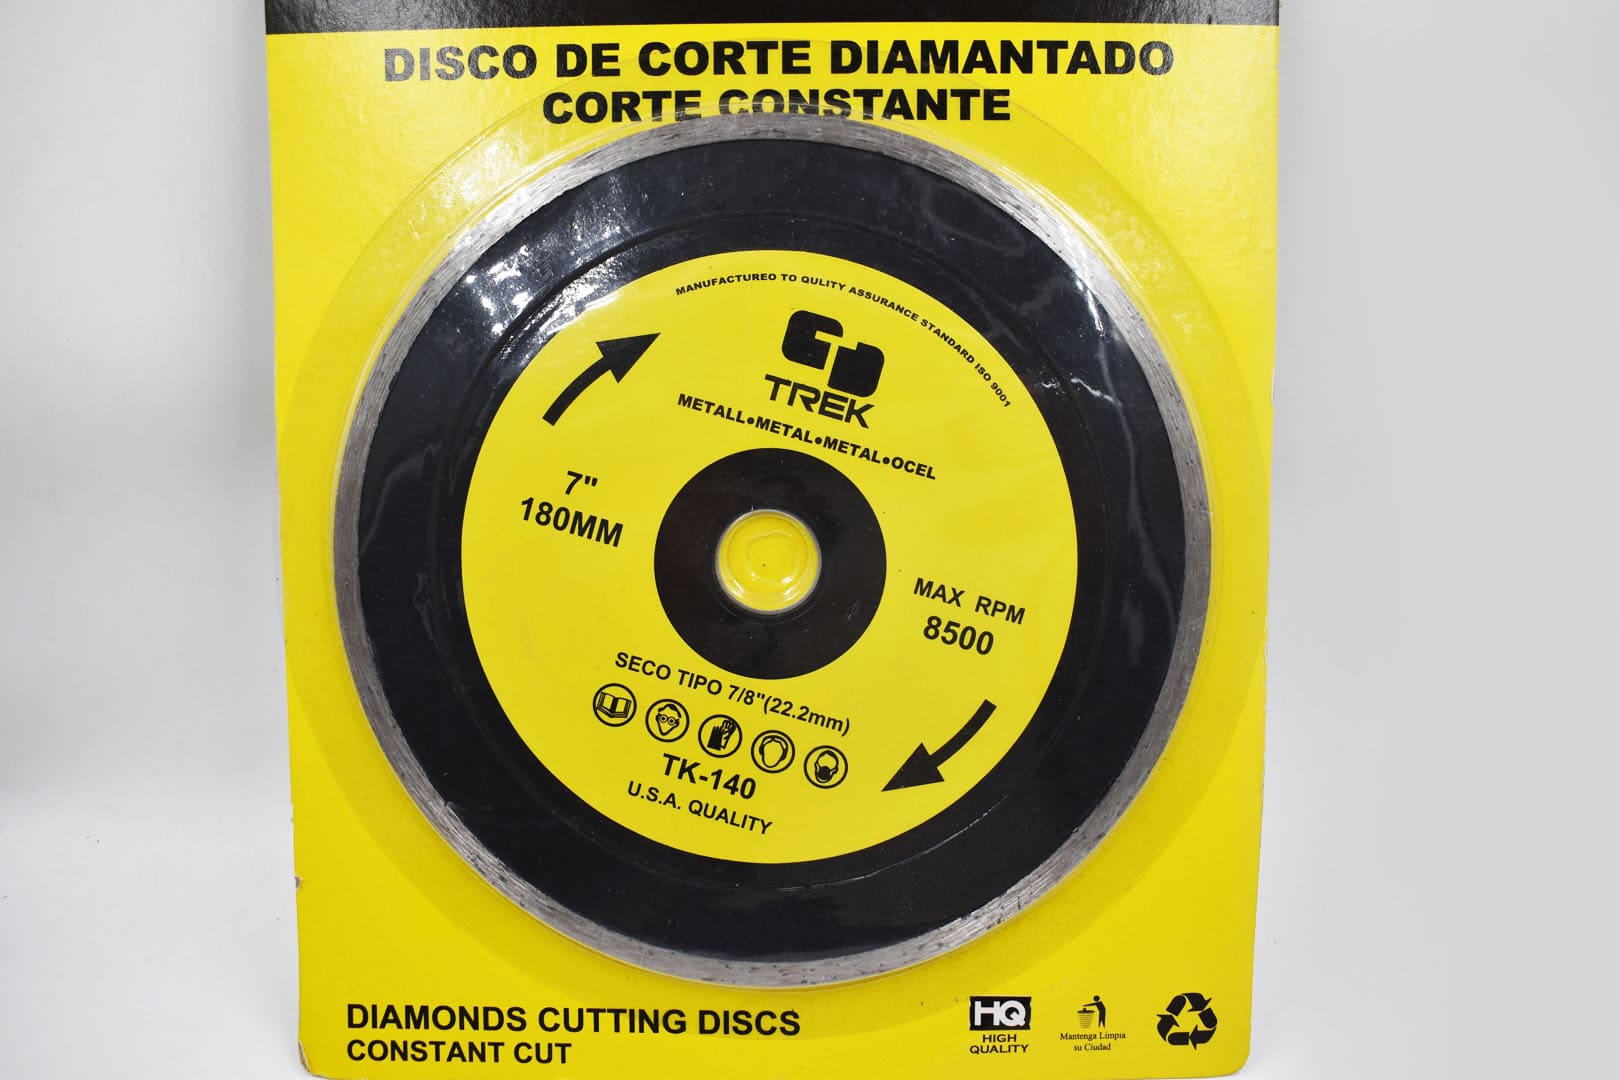 DISCO DE CORTE DIAMANTADO
CORTE CONSTANTE
MANUFACTUREO TO QULITY ASSURANCE STANDARD ISO 9001
TREK
METALL•METAL•METAL•OCEL
7"
180MM
MAX RPM
8500
SECO TIPO 7/8"(22.2mm)
TK-140
U.S.A. QUALITY
DIAMONDS CUTTING DISCS
CONSTANT CUT
HQ
HIGH
QUALITY
Mantenga Limpia
su Ciudad